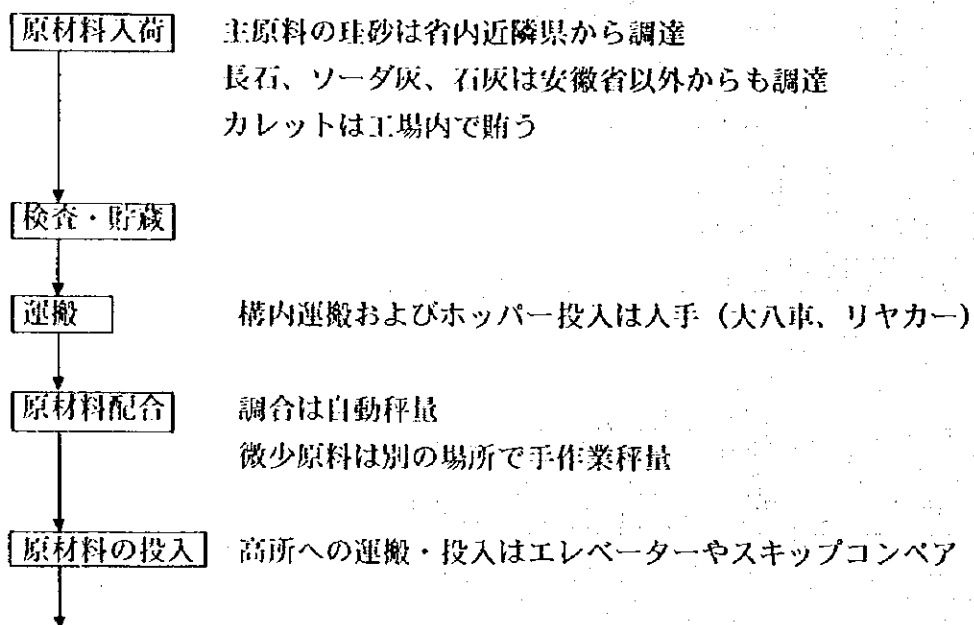 原材料入荷 主原料の珪砂は省内近隣県から調達
長石、ソーダ灰、石灰は安徽省以外からも調達
カレットは工場内で賄う
検査・貯蔵
運搬 構内運搬およびホッパー投入は人手（大八車、リヤカー）
原材料配合 調合は自動秤量
微少原料は別の場所で手作業秤量
原材料の投入 高所への運搬・投入はエレベーターやスキップコンベア